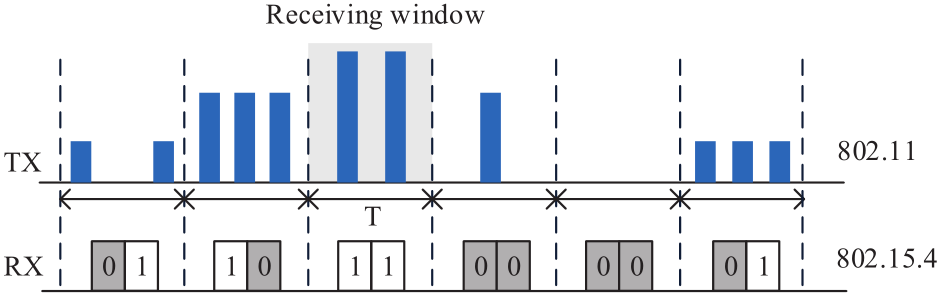 Receiving window
TX 802.11
T
RX 0 1 1 0 1 1 0 0 0 0 0 1 802.15.4